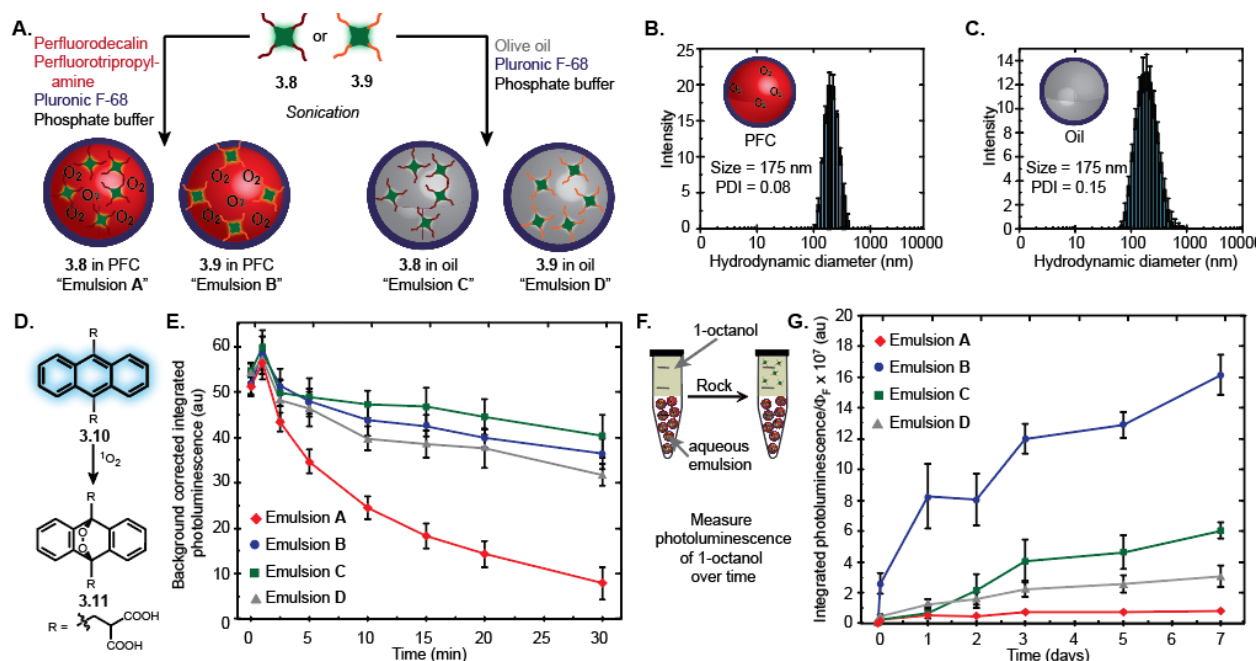 A.
Perfluorodecalin
Perfluorotripropyl-
amine
Pluronic F-68
Phosphate buffer
or
3.8
3.9
Sonication
Olive oil
Pluronic F-68
Phosphate buffer
O2
O2
O2
O2
O2
O2
O2
O2
O2
O2
3.8 in PFC
“Emulsion A”
3.9 in PFC
“Emulsion B”
3.8 in oil
“Emulsion C”
3.9 in oil
“Emulsion D”
B.
25
20
15
10
5
0
Intensity
O2
O2
O2
O2
PFC
Size = 175 nm
PDI = 0.08
0
10
100
1000
10000
Hydrodynamic diameter (nm)
C.
14
12
10
8
6
4
2
0
Intensity
Oil
Size = 175 nm
PDI = 0.15
0
10
100
1000
10000
Hydrodynamic diameter (nm)
D.
R
R
3.10
1O2
R
O
O
R
3.11
R =
COOH
COOH
E.
Background corrected integrated
photoluminescence (au)
60
50
40
30
20
10
0
Emulsion A
Emulsion B
Emulsion C
Emulsion D
0
5
10
15
20
25
30
Time (min)
F.
1-octanol
Rock
aqueous
emulsion
Measure
photoluminescence
of 1-octanol
over time
G.
Integrated photoluminescence/ΦF x 10⁷ (au)
20
18
16
14
12
10
8
6
4
2
0
Emulsion A
Emulsion B
Emulsion C
Emulsion D
0
1
2
3
4
5
6
7
Time (days)